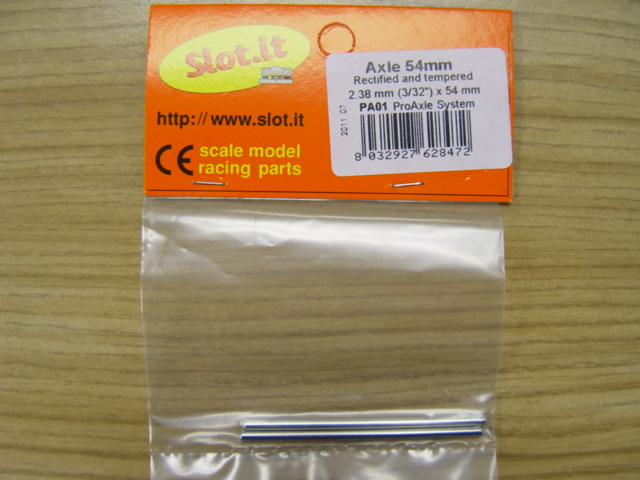 Slot.it
Axle 54mm
Rectified and tempered
2.38 mm (3/32") x 54 mm
PA01 ProAxle System
2011 07
8 032927 628472
http://www.slot.it
CE
scale model
racing parts